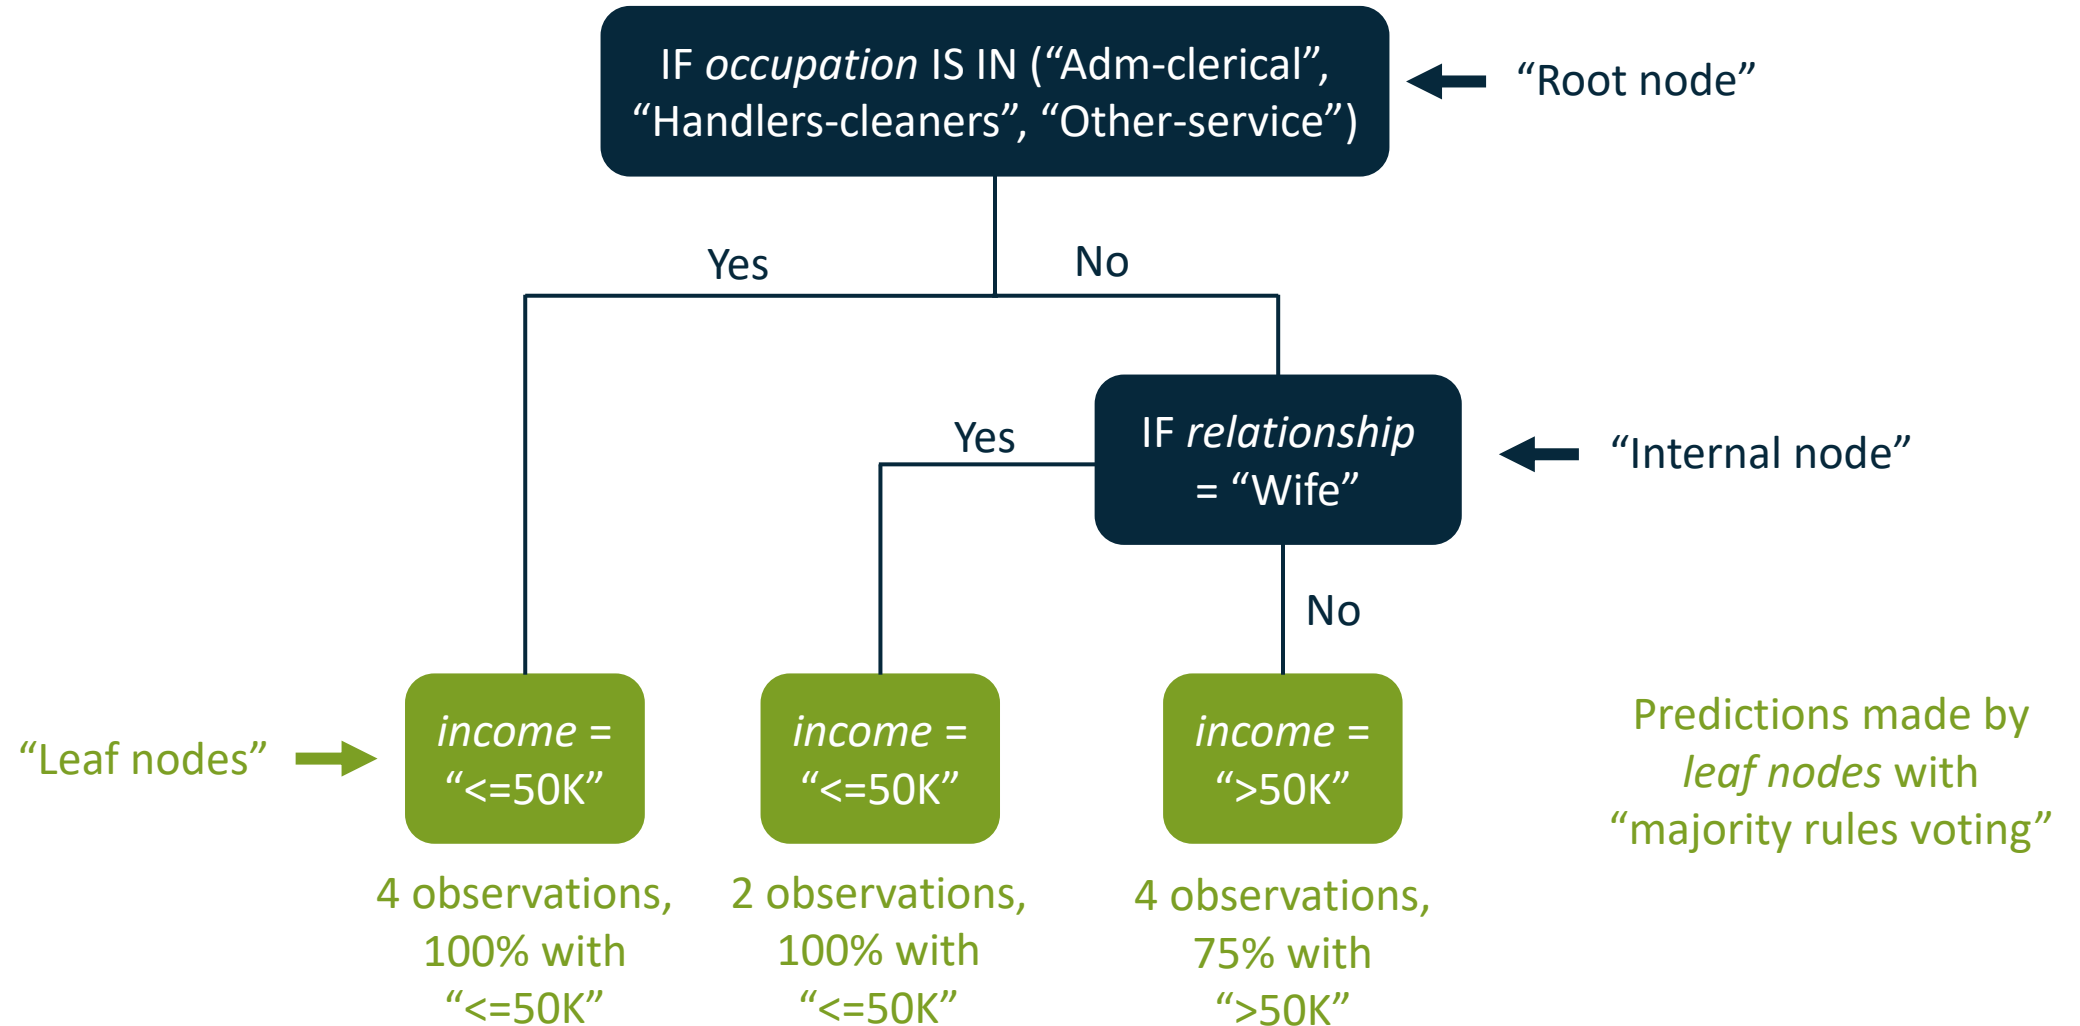 IF occupation IS IN (“Adm-clerical”,
“Handlers-cleaners”, “Other-service”)
“Root node”
Yes
No
IF relationship
= “Wife”
“Internal node”
Yes
No
“Leaf nodes”
income =
“<=50K”
income =
“<=50K”
income =
“>50K”
Predictions made by
leaf nodes with
“majority rules voting”
4 observations,
100% with
“<=50K”
2 observations,
100% with
“<=50K”
4 observations,
75% with
“>50K”